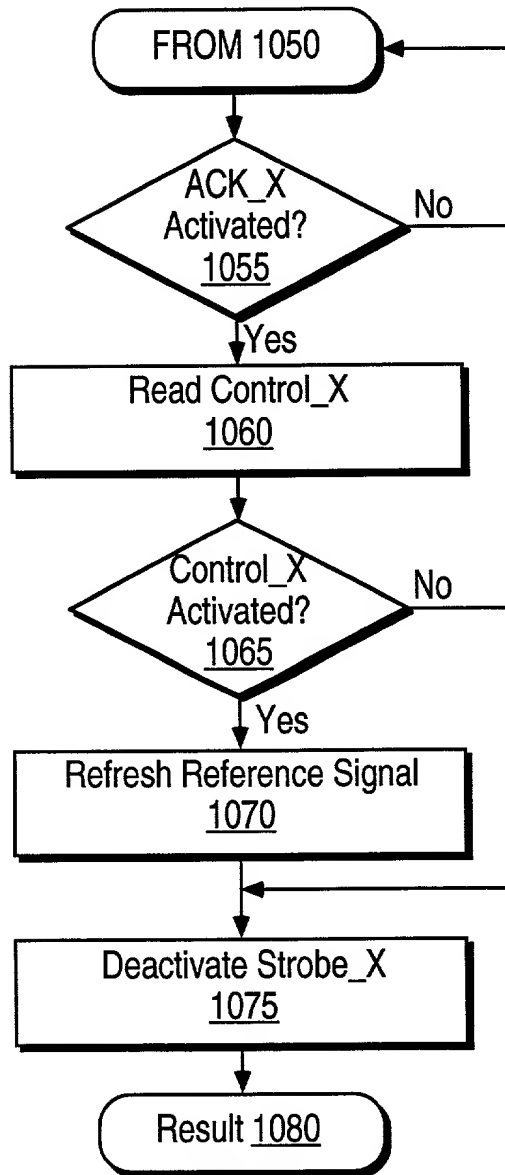 FROM 1050
ACK_X
Activated?
1055
No
Yes
Read Control_X
1060
Control_X
Activated?
1065
No
Yes
Refresh Reference Signal
1070
Deactivate Strobe_X
1075
Result 1080